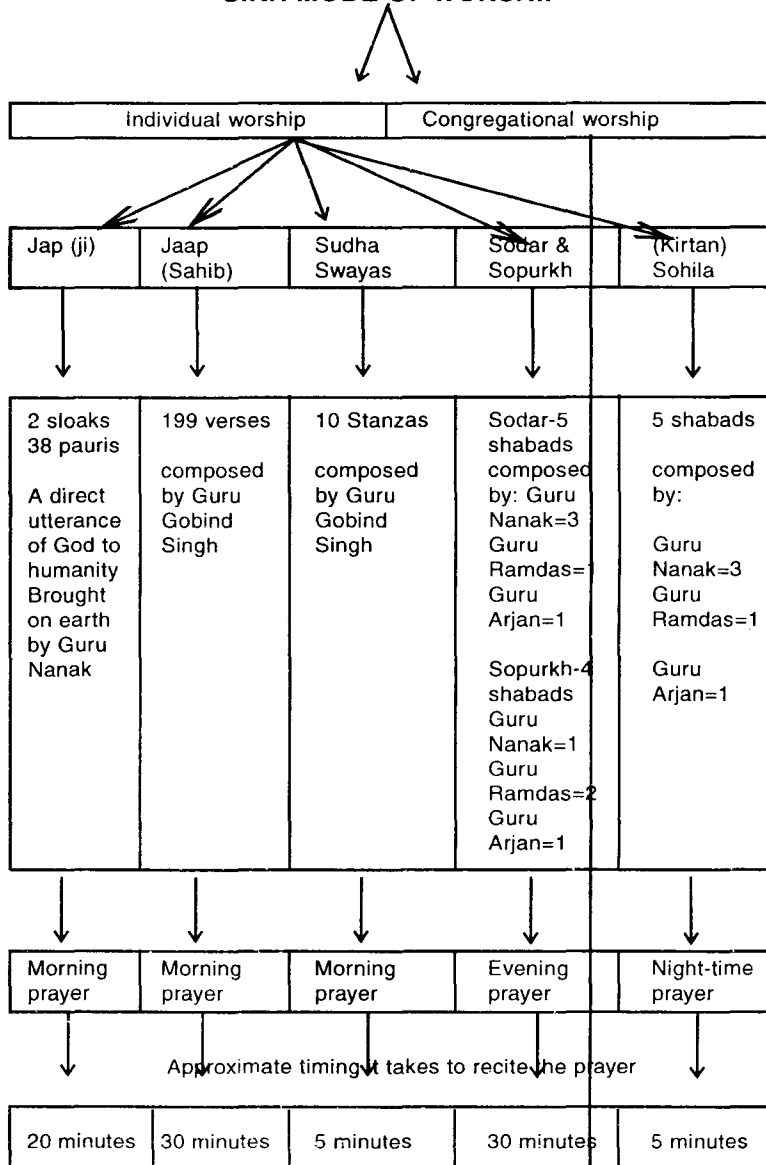 Individual worship
Congregational worship
Jap (ji)
Jaap
(Sahib)
Sudha
Swayas
Sodar &
Sopurkh
(Kirtan)
Sohila
2 sloaks
38 pauris
A direct
utterance
of God to
humanity
Brought
on earth
by Guru
Nanak
199 verses
composed
by Guru
Gobind
Singh
10 Stanzas
composed
by Guru
Gobind
Singh
Sodar-5
shabads
composed
by: Guru
Nanak=3
Guru
Ramdas=1
Guru
Arjan=1
Sopurkh-4
shabads
Guru
Nanak=1
Guru
Ramdas=2
Guru
Arjan=1
5 shabads
composed
by:
Guru
Nanak=3
Guru
Ramdas=1
Guru
Arjan=1
Morning
prayer
Morning
prayer
Morning
prayer
Evening
prayer
Night-time
prayer
Approximate timing it takes to recite the prayer
20 minutes
30 minutes
5 minutes
30 minutes
5 minutes